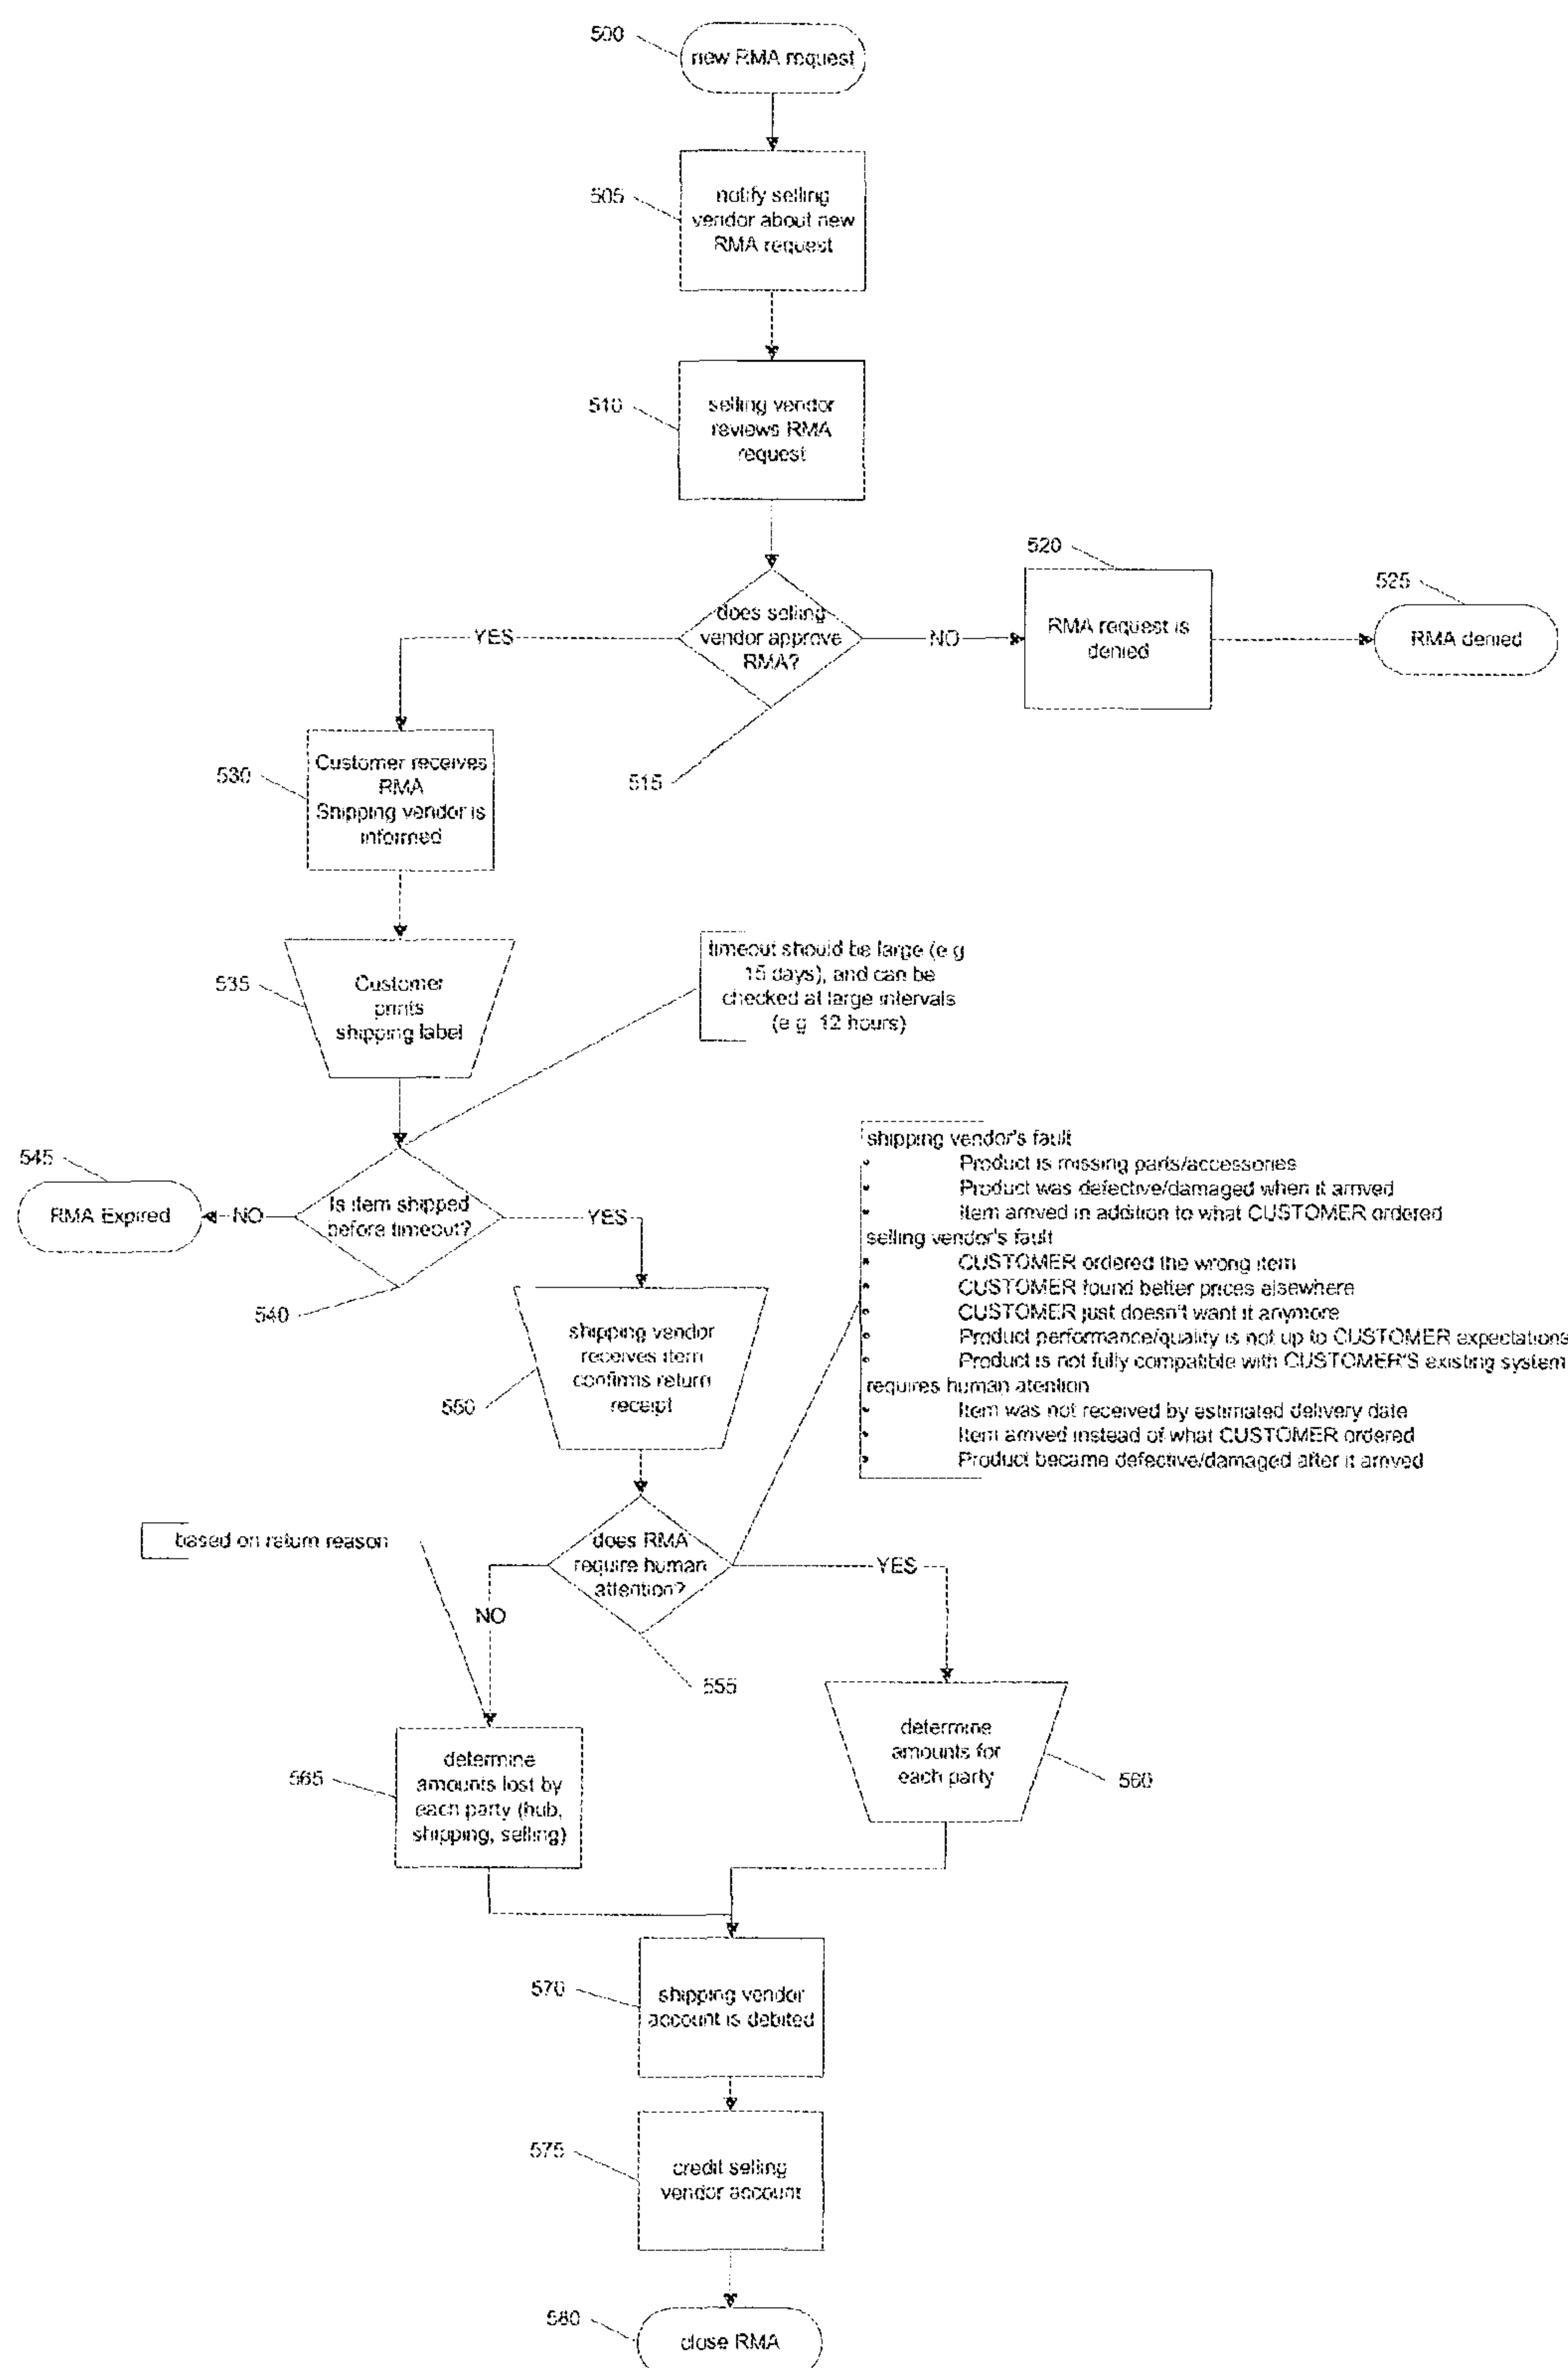 500
new RMA request
505
notify selling
vendor about new
RMA request
510
selling vendor
reviews RMA
request
520
525
does selling
vendor approve
RMA?
YES
NO
RMA request is
denied
RMA denied
515
530
Customer receives
RMA
Shipping vendor is
informed
535
Customer
prints
shipping label
timeout should be large (e.g.
15 days), and can be
checked at large intervals
(e.g. 12 hours)
545
RMA Expired
NO
Is item shipped
before timeout?
YES
540
shipping vendor's fault
• Product is missing parts/accessories
• Product was defective/damaged when it arrived
• Item arrived in addition to what CUSTOMER ordered
selling vendor's fault
• CUSTOMER ordered the wrong item
• CUSTOMER found better prices elsewhere
• CUSTOMER just doesn't want it anymore
• Product performance/quality is not up to CUSTOMER expectations
• Product is not fully compatible with CUSTOMER'S existing system
requires human atention
• Item was not received by estimated delivery date
• Item arrived instead of what CUSTOMER ordered
• Product became defective/damaged after it arrived
shipping vendor
receives item
confirms return
receipt
550
based on return reason
does RMA
require human
attention?
YES
NO
555
565
determine
amounts lost by
each party (hub,
shipping, selling)
determine
amounts for
each party
560
570
shipping vendor
account is debited
575
credit selling
vendor account
580
close RMA